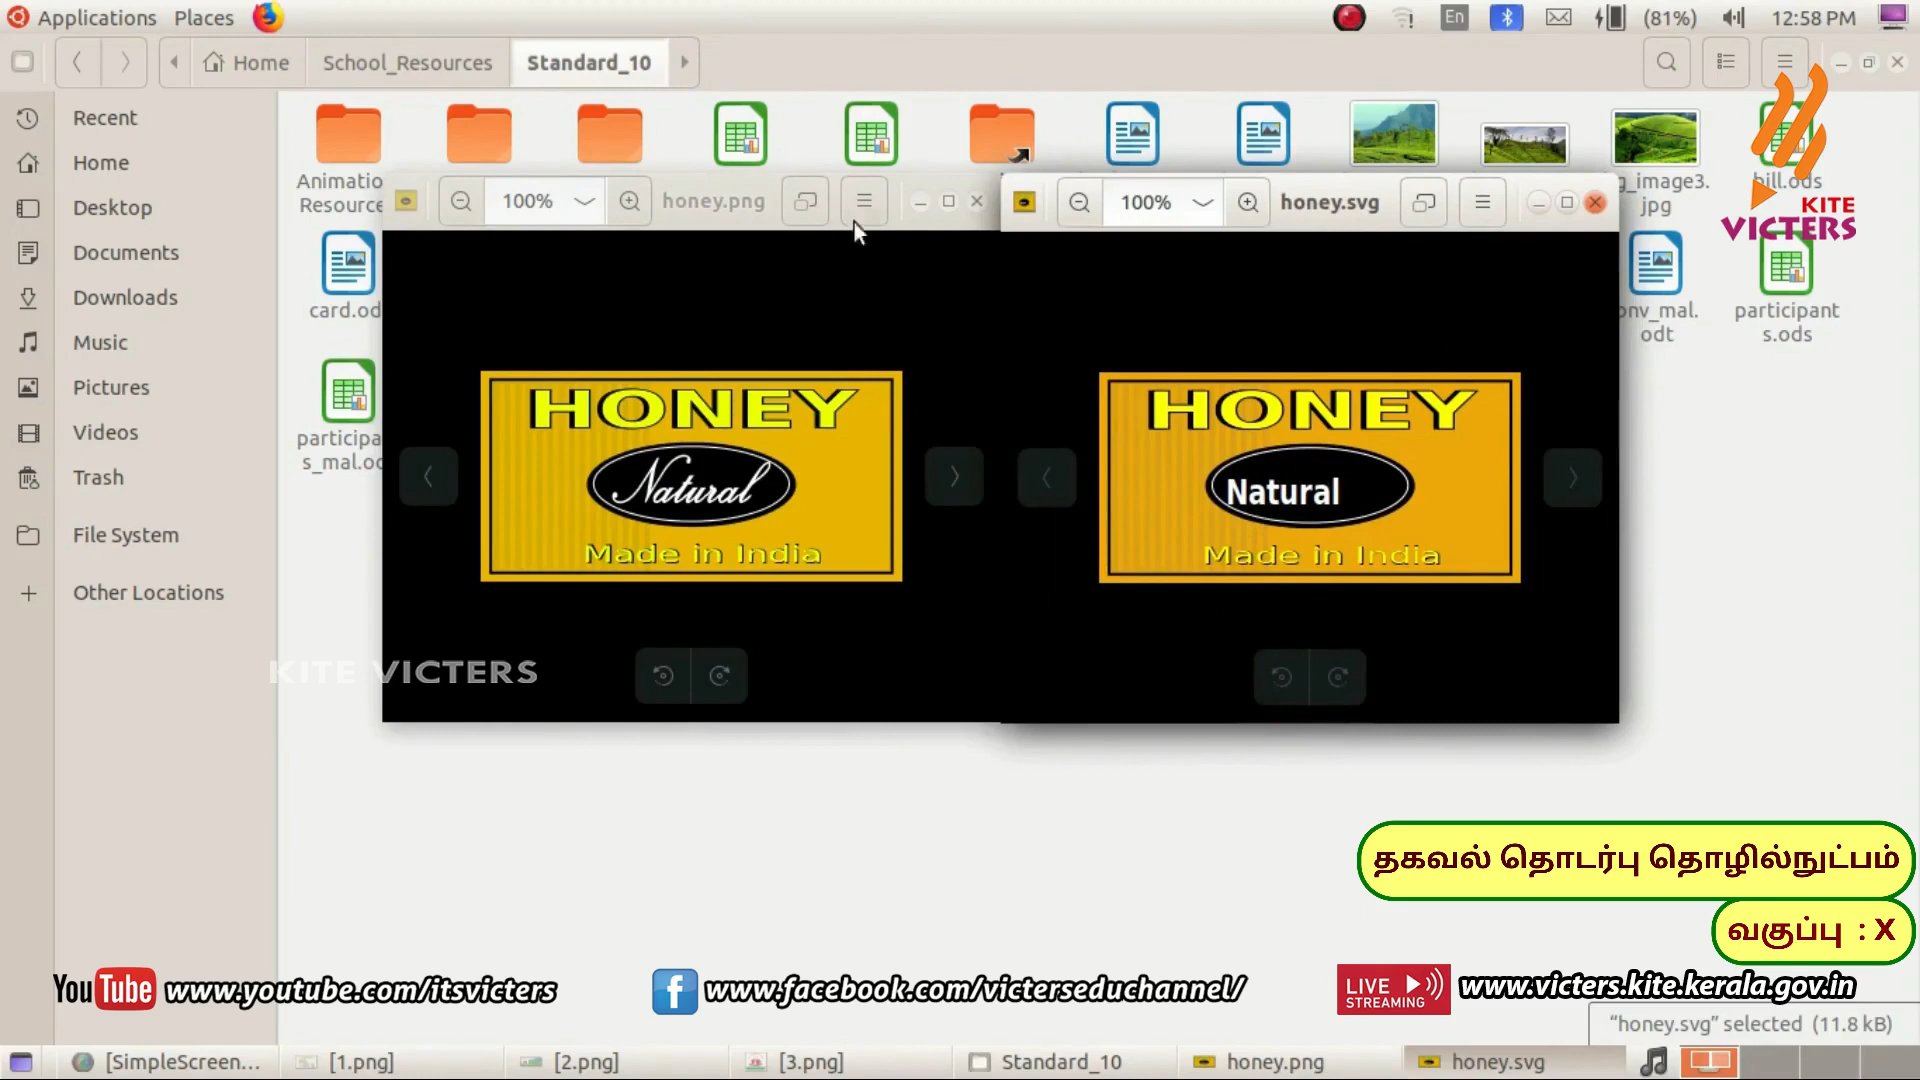 Applications Places
En (81%) 12:58 PM
Home School_Resources Standard_10
Recent
Home
Desktop
Documents
Downloads
Music
Pictures
Videos
Trash
File System
Other Locations
Animatio
Resource
bill.ods
g_image3.
jpg
card.od
nv_mal.
odt
participant
s.ods
participa
s_mal.o
100% honey.png
100% honey.svg
HONEY
Natural
Made in India
HONEY
Natural
Made in India
KITE
VICTERS
KITE VICTERS
தகவல் தொடர்பு தொழில்நுட்பம்
வகுப்பு : X
YouTube www.youtube.com/itsvicters
f www.facebook.com/victerseduchannel/
LIVE STREAMING www.victers.kite.kerala.gov.in
“honey.svg” selected (11.8 kB)
[SimpleScreen... [1.png] [2.png] [3.png] Standard_10 honey.png honey.svg